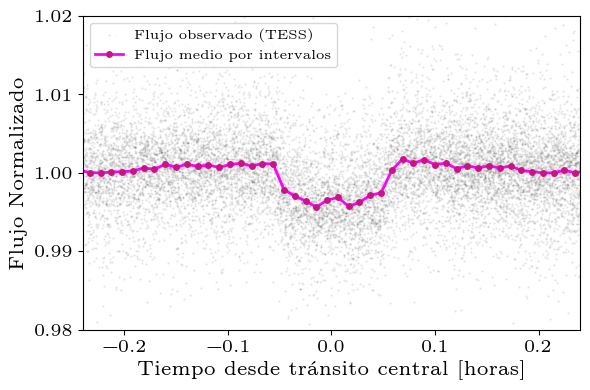 Flujo observado (TESS)
Flujo medio por intervalos
Flujo Normalizado
1.02
1.01
1.00
0.99
0.98
−0.2
−0.1
0.0
0.1
0.2
Tiempo desde tránsito central [horas]